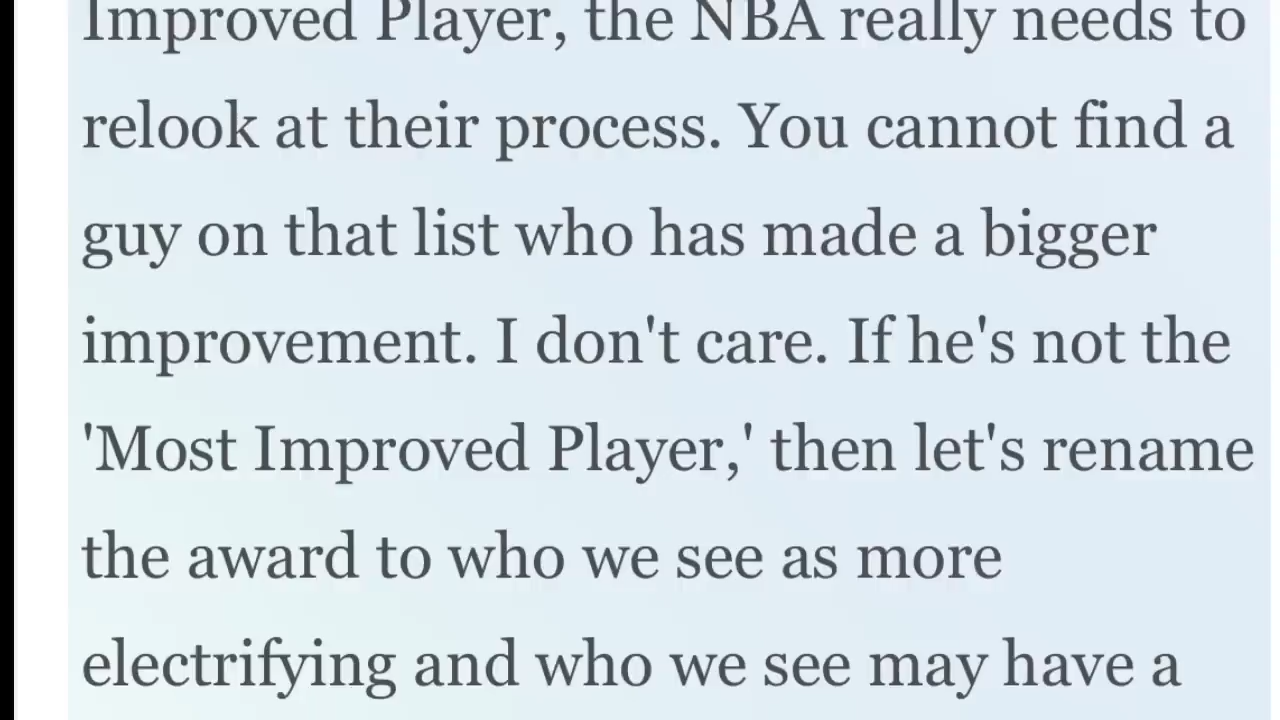 Improved Player, the NBA really needs to
relook at their process. You cannot find a
guy on that list who has made a bigger
improvement. I don't care. If he's not the
'Most Improved Player,' then let's rename
the award to who we see as more
electrifying and who we see may have a